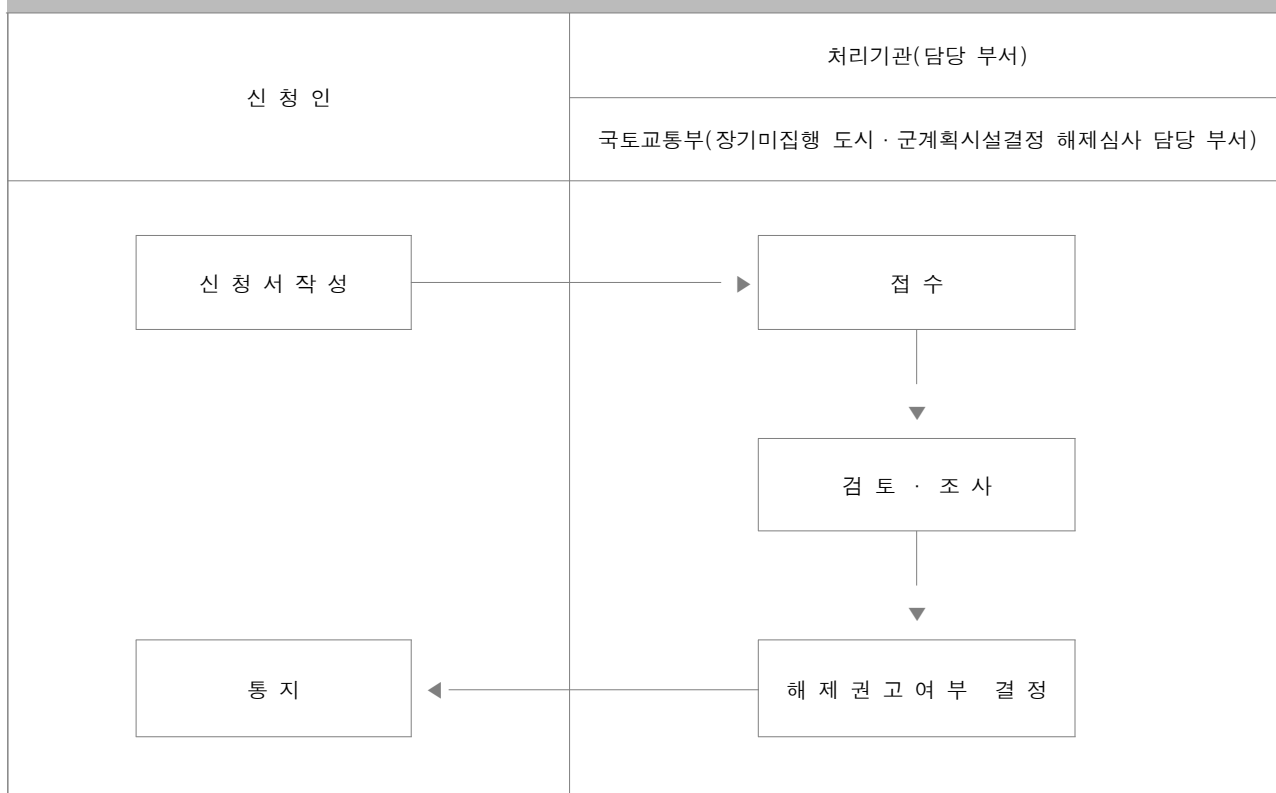 신 청 인
처리기관(담당 부서)
국토교통부(장기미집행 도시ㆍ군계획시설결정 해제심사 담당 부서)
신 청 서 작 성
접 수
검 토 ㆍ 조 사
통 지
해 제 권 고 여 부 결 정